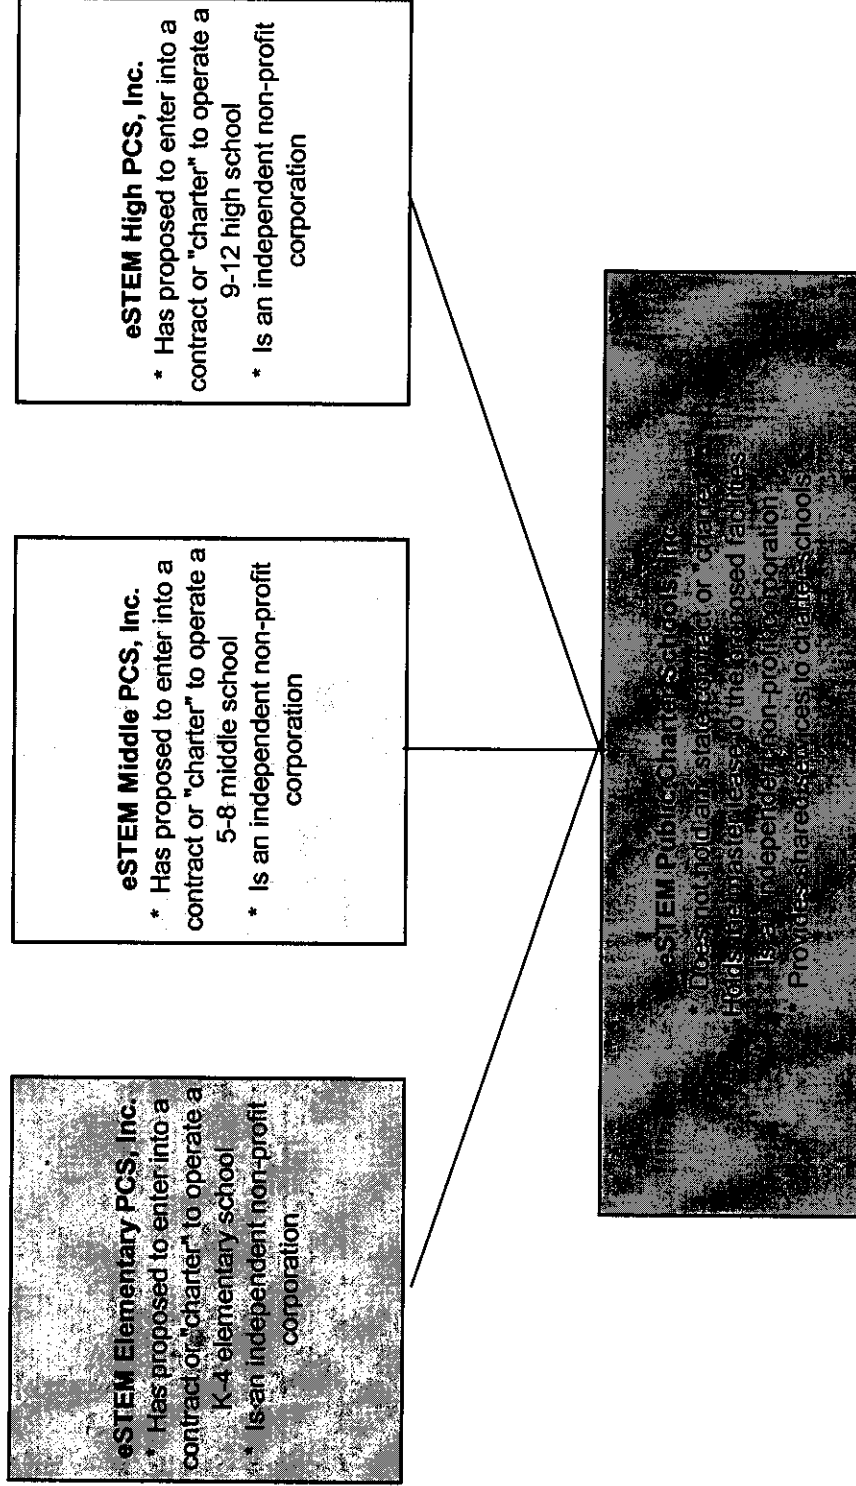 eSTEM Elementary PCS, Inc.
* Has proposed to enter into a
contract or "charter" to operate a
K-4 elementary school
* Is an independent non-profit
corporation
eSTEM Middle PCS, Inc.
* Has proposed to enter into a
contract or "charter" to operate a
5-8 middle school
* Is an independent non-profit
corporation
eSTEM High PCS, Inc.
* Has proposed to enter into a
contract or "charter" to operate a
9-12 high school
* Is an independent non-profit
corporation
eSTEM Public Charter Schools, Inc.
* Does not hold any state contract or "charter"
Holds the master lease to the proposed facilities
Is an independent non-profit corporation
* Provides shared services to charter schools